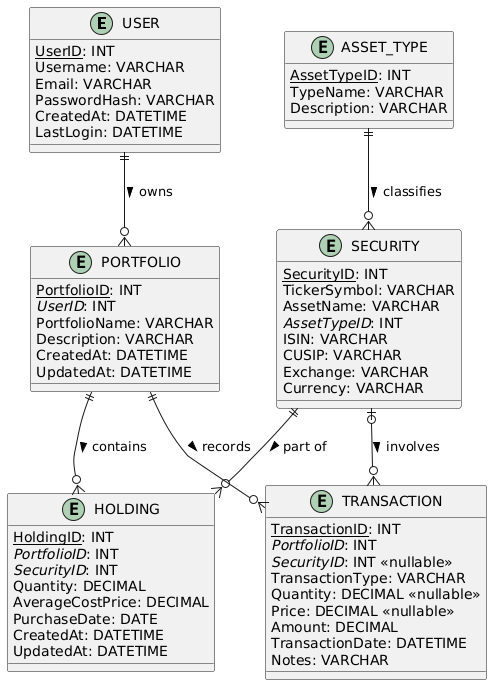 E USER
UserID: INT
Username: VARCHAR
Email: VARCHAR
PasswordHash: VARCHAR
CreatedAt: DATETIME
LastLogin: DATETIME
E ASSET_TYPE
AssetTypeID: INT
TypeName: VARCHAR
Description: VARCHAR
owns
classifies
E PORTFOLIO
PortfolioID: INT
UserID: INT
PortfolioName: VARCHAR
Description: VARCHAR
CreatedAt: DATETIME
UpdatedAt: DATETIME
E SECURITY
SecurityID: INT
TickerSymbol: VARCHAR
AssetName: VARCHAR
AssetTypeID: INT
ISIN: VARCHAR
CUSIP: VARCHAR
Exchange: VARCHAR
Currency: VARCHAR
contains
records
part of
involves
E HOLDING
HoldingID: INT
PortfolioID: INT
SecurityID: INT
Quantity: DECIMAL
AverageCostPrice: DECIMAL
PurchaseDate: DATE
CreatedAt: DATETIME
UpdatedAt: DATETIME
E TRANSACTION
TransactionID: INT
PortfolioID: INT
SecurityID: INT «nullable»
TransactionType: VARCHAR
Quantity: DECIMAL «nullable»
Price: DECIMAL «nullable»
Amount: DECIMAL
TransactionDate: DATETIME
Notes: VARCHAR